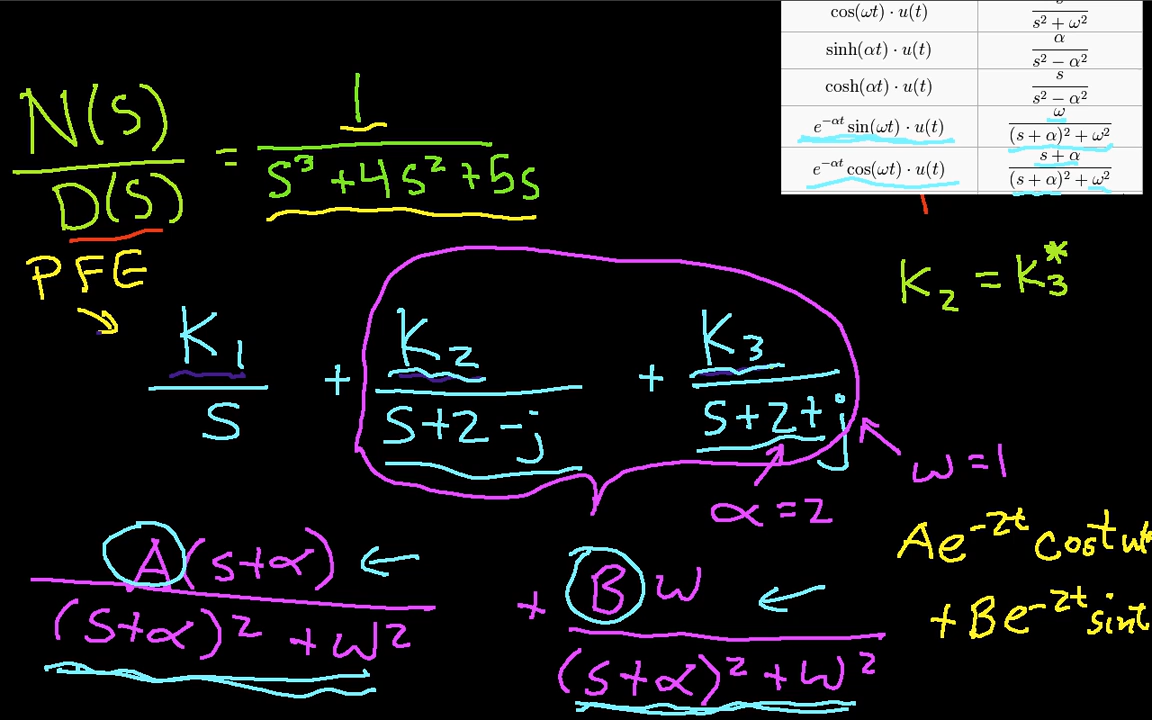 cos(ωt) · u(t) s/(s² + ω²)
sinh(αt) · u(t) α/(s² − α²)
cosh(αt) · u(t) s/(s² − α²)
e^{−αt} sin(ωt) · u(t) ω/((s + α)² + ω²)
e^{−αt} cos(ωt) · u(t) (s + α)/((s + α)² + ω²)
N(s)/D(s) = 1/(s³ + 4s² + 5s)
PFE
K₂ = K₃*
K₁/s + K₂/(s+2−j) + K₃/(s+2+j)
ω = 1
α = 2
A(s+α)/((s+α)² + ω²) + Bω/((s+α)² + ω²)
Ae^{−2t} cost
+ Be^{−2t} sint